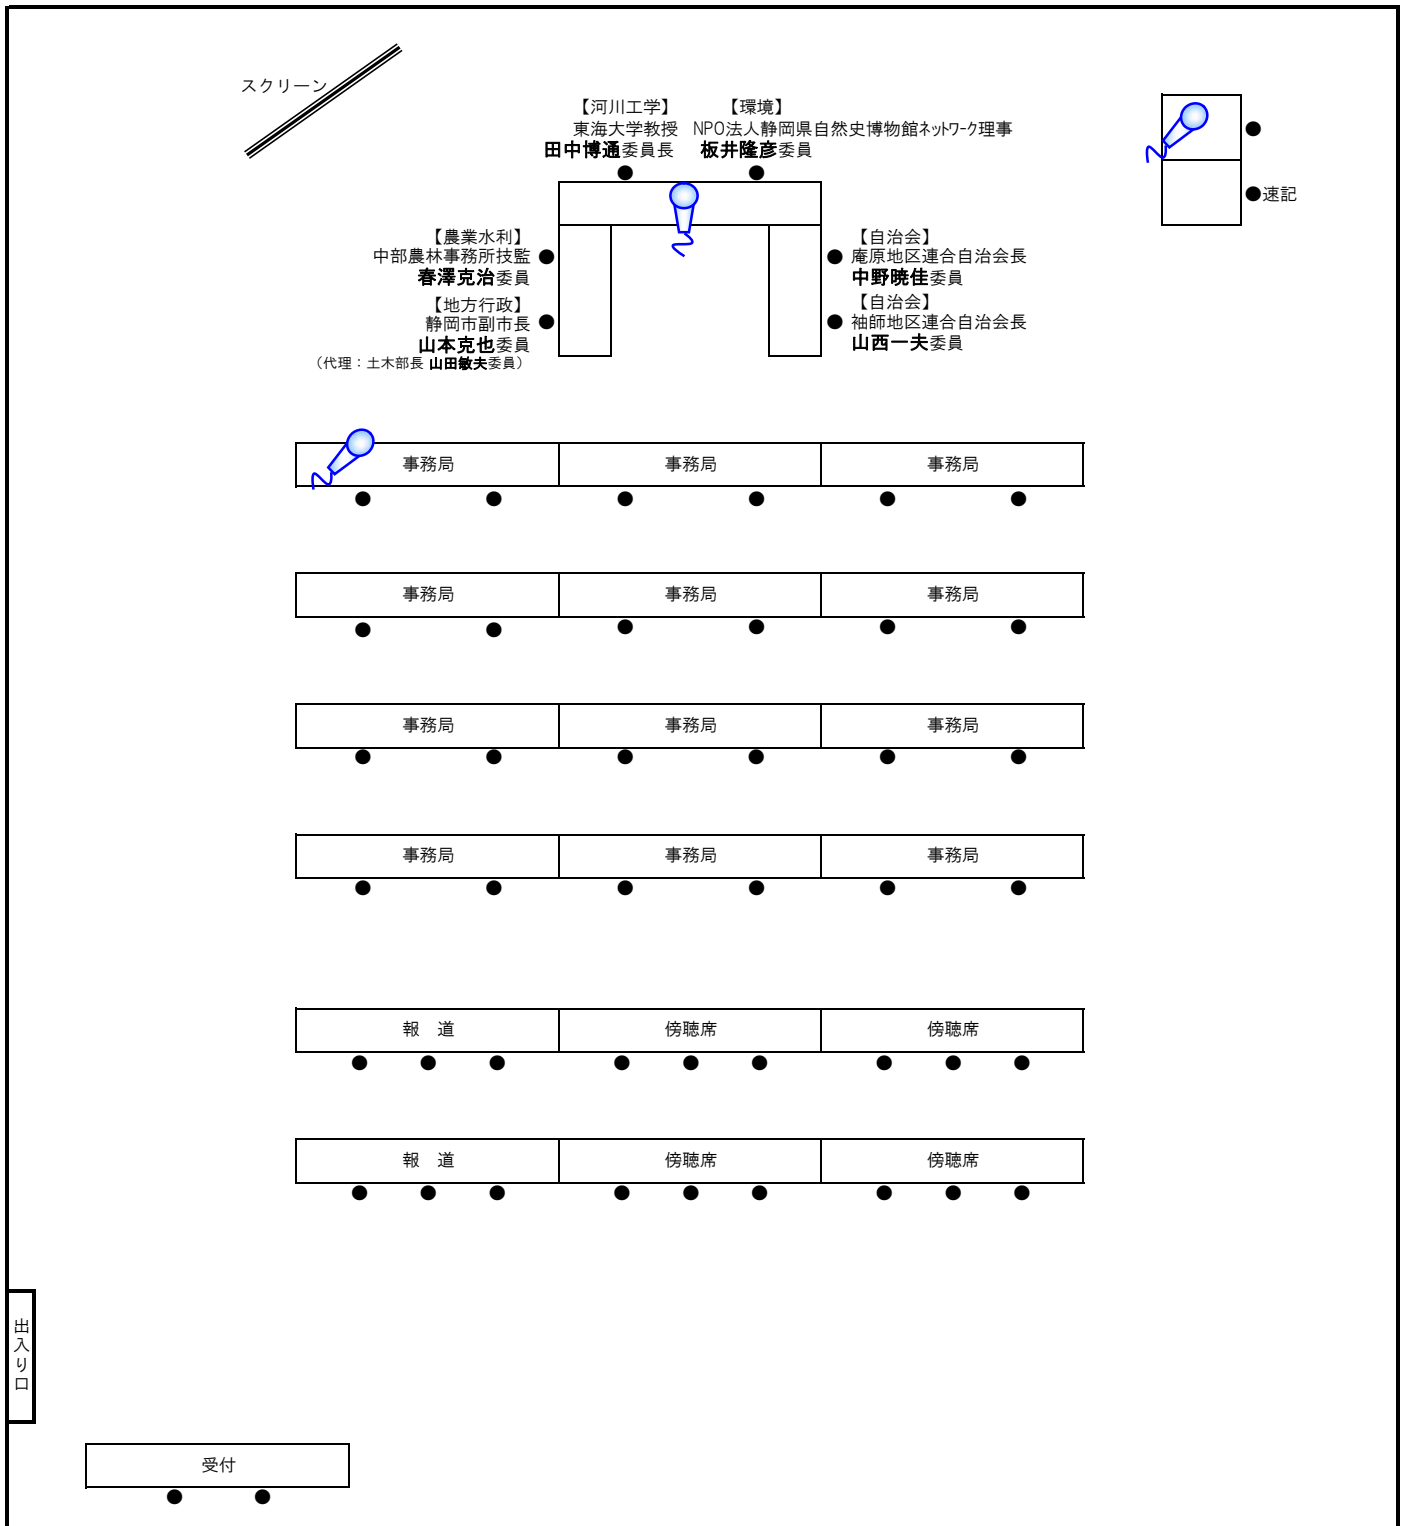 スクリーン
【河川工学】
東海大学教授
田中博通委員長
【環境】
NPO法人静岡県自然史博物館ネットワーク理事
板井隆彦委員
速記
【農業水利】
中部農林事務所技監
春澤克治委員
【地方行政】
静岡市副市長
山本克也委員
（代理：土木部長 山田敏夫委員）
【自治会】
庵原地区連合自治会長
中野暁佳委員
【自治会】
袖師地区連合自治会長
山西一夫委員
事務局
事務局
事務局
事務局
事務局
事務局
事務局
事務局
事務局
事務局
事務局
事務局
報　道
傍聴席
傍聴席
報　道
傍聴席
傍聴席
出入り口
受付